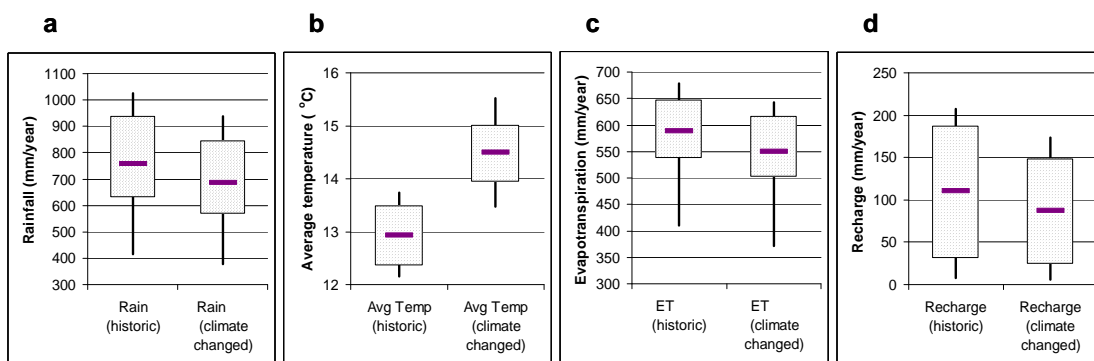 a
b
c
d
Rainfall (mm/year)
1100
1000
900
800
700
600
500
400
300
Rain
(historic)
Rain
(climate
changed)
Average temperature ( °C)
16
15
14
13
12
Avg Temp
(historic)
Avg Temp
(climate
changed)
Evapotranspiration (mm/year)
700
650
600
550
500
450
400
350
300
ET
(historic)
ET
(climate
changed)
Recharge (mm/year)
250
200
150
100
50
0
Recharge
(historic)
Recharge
(climate
changed)